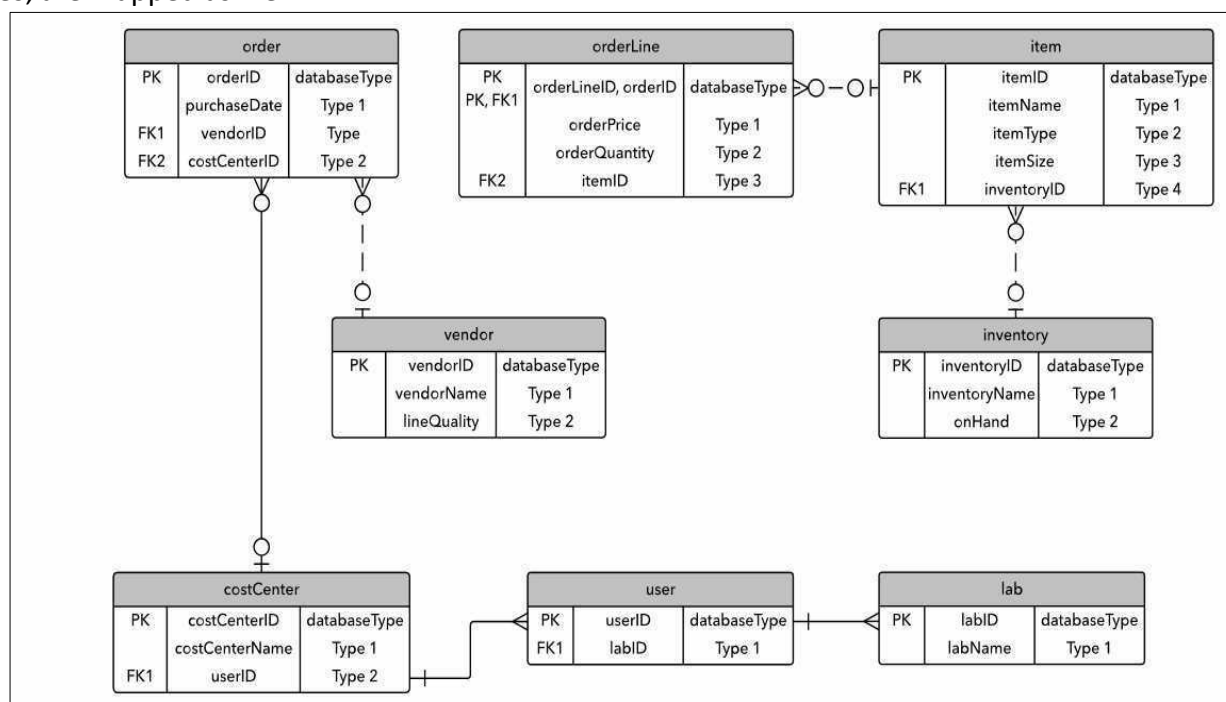 order
PK orderID databaseType
purchaseDate Type 1
FK1 vendorID Type
FK2 costCenterID Type 2
orderLine
PK
PK, FK1 orderLineID, orderID databaseType
orderPrice Type 1
orderQuantity Type 2
FK2 itemID Type 3
item
PK itemID databaseType
itemName Type 1
itemType Type 2
itemSize Type 3
FK1 inventoryID Type 4
vendor
PK vendorID databaseType
vendorName Type 1
lineQuality Type 2
inventory
PK inventoryID databaseType
inventoryName Type 1
onHand Type 2
costCenter
PK costCenterID databaseType
costCenterName Type 1
FK1 userID Type 2
user
PK userID databaseType
FK1 labID Type 1
lab
PK labID databaseType
labName Type 1